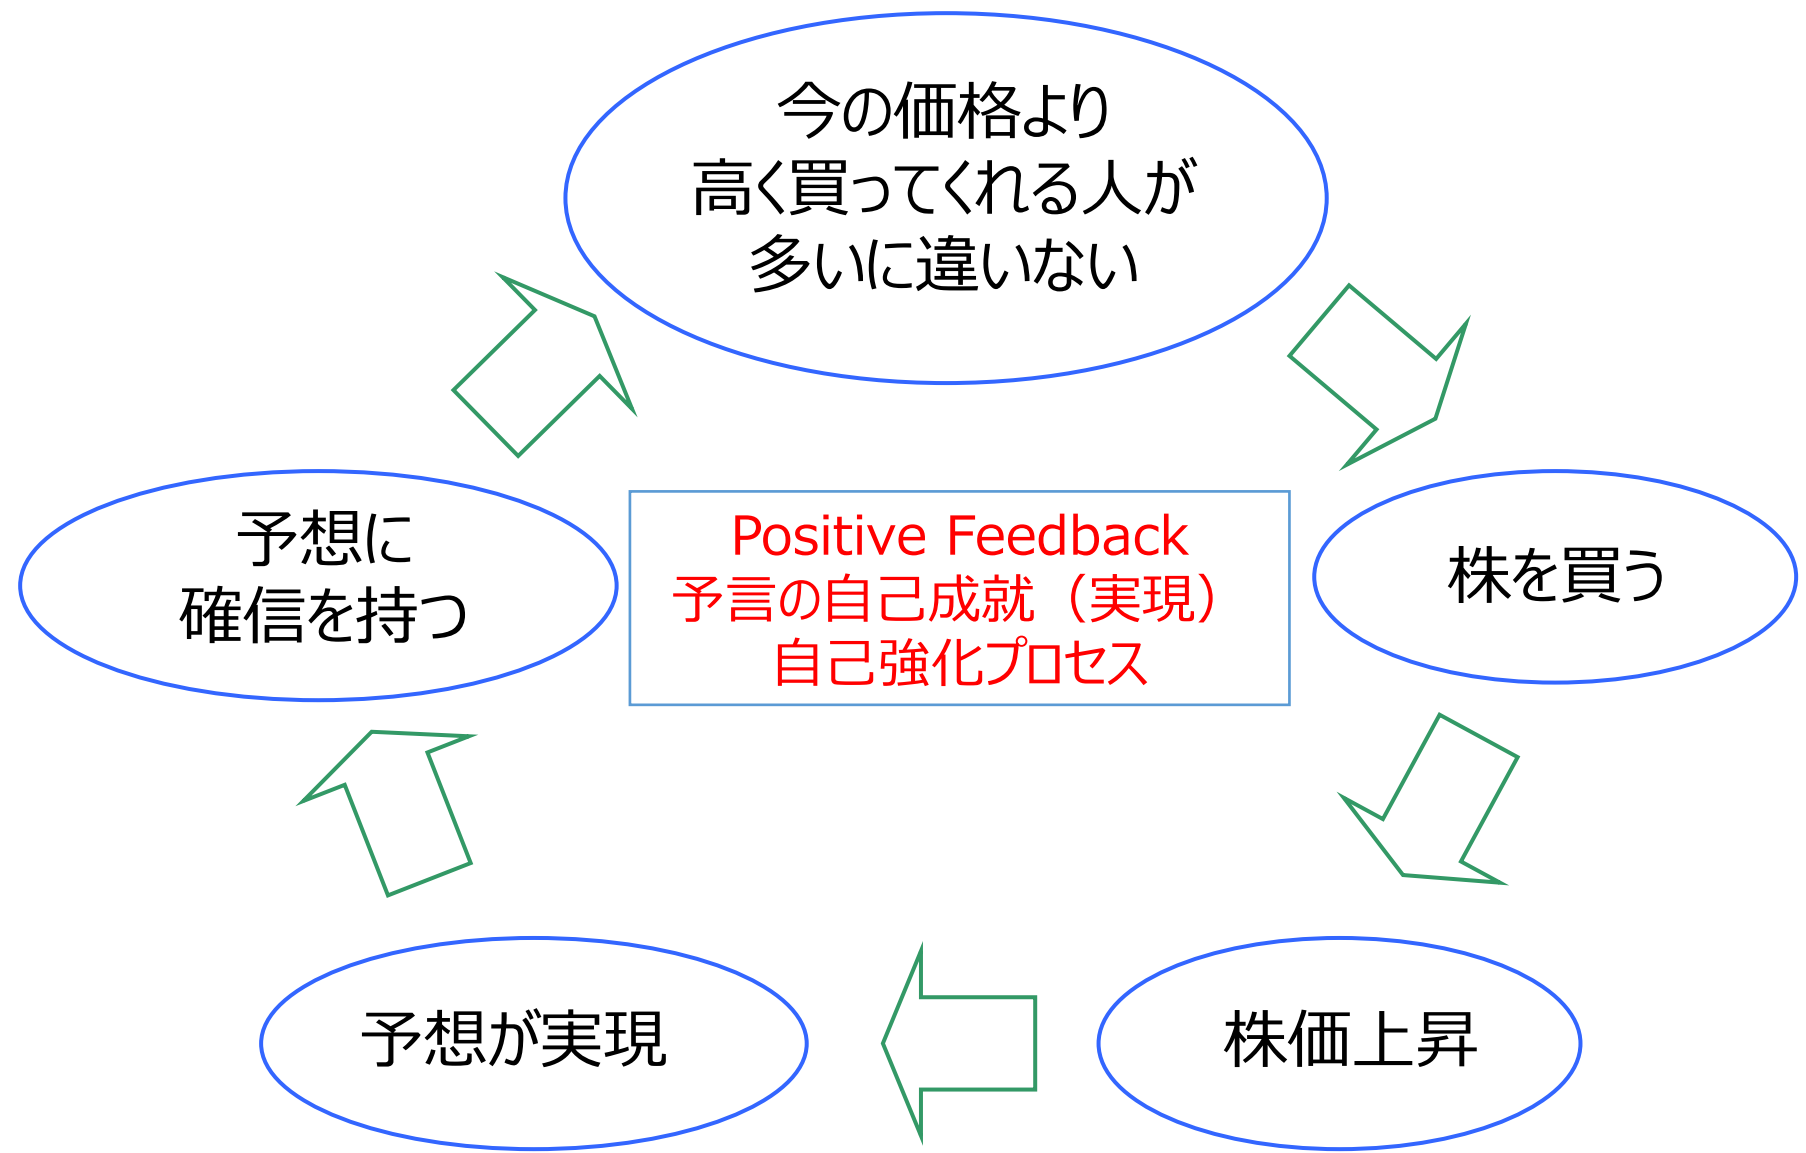 今の価格より
高く買ってくれる人が
多いに違いない
予想に
確信を持つ
Positive Feedback
予言の自己成就（実現）
自己強化プロセス
株を買う
予想が実現
株価上昇